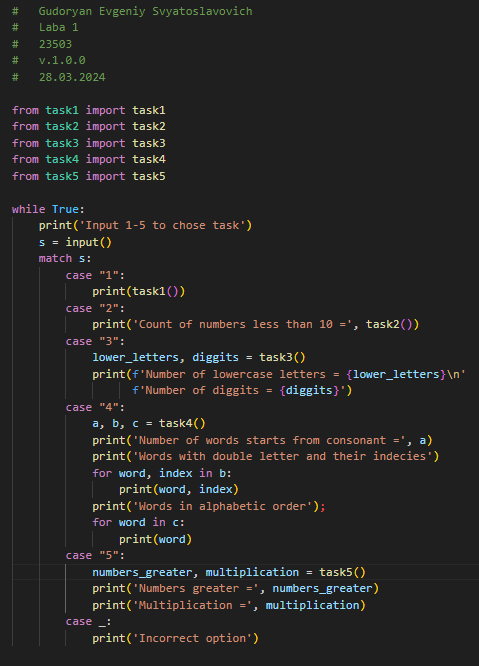 #   Gudoryan Evgeniy Svyatoslavovich
#   Laba 1
#   23503
#   v.1.0.0
#   28.03.2024

from task1 import task1
from task2 import task2
from task3 import task3
from task4 import task4
from task5 import task5

while True:
    print('Input 1-5 to chose task')
    s = input()
    match s:
        case "1":
            print(task1())
        case "2":
            print('Count of numbers less than 10 =', task2())
        case "3":
            lower_letters, diggits = task3()
            print(f'Number of lowercase letters = {lower_letters}\n'
                  f'Number of diggits = {diggits}')
        case "4":
            a, b, c = task4()
            print('Number of words starts from consonant =', a)
            print('Words with double letter and their indecies')
            for word, index in b:
                print(word, index)
            print('Words in alphabetic order');
            for word in c:
                print(word)
        case "5":
            numbers_greater, multiplication = task5()
            print('Numbers greater =', numbers_greater)
            print('Multiplication =', multiplication)
        case _:
            print('Incorrect option')